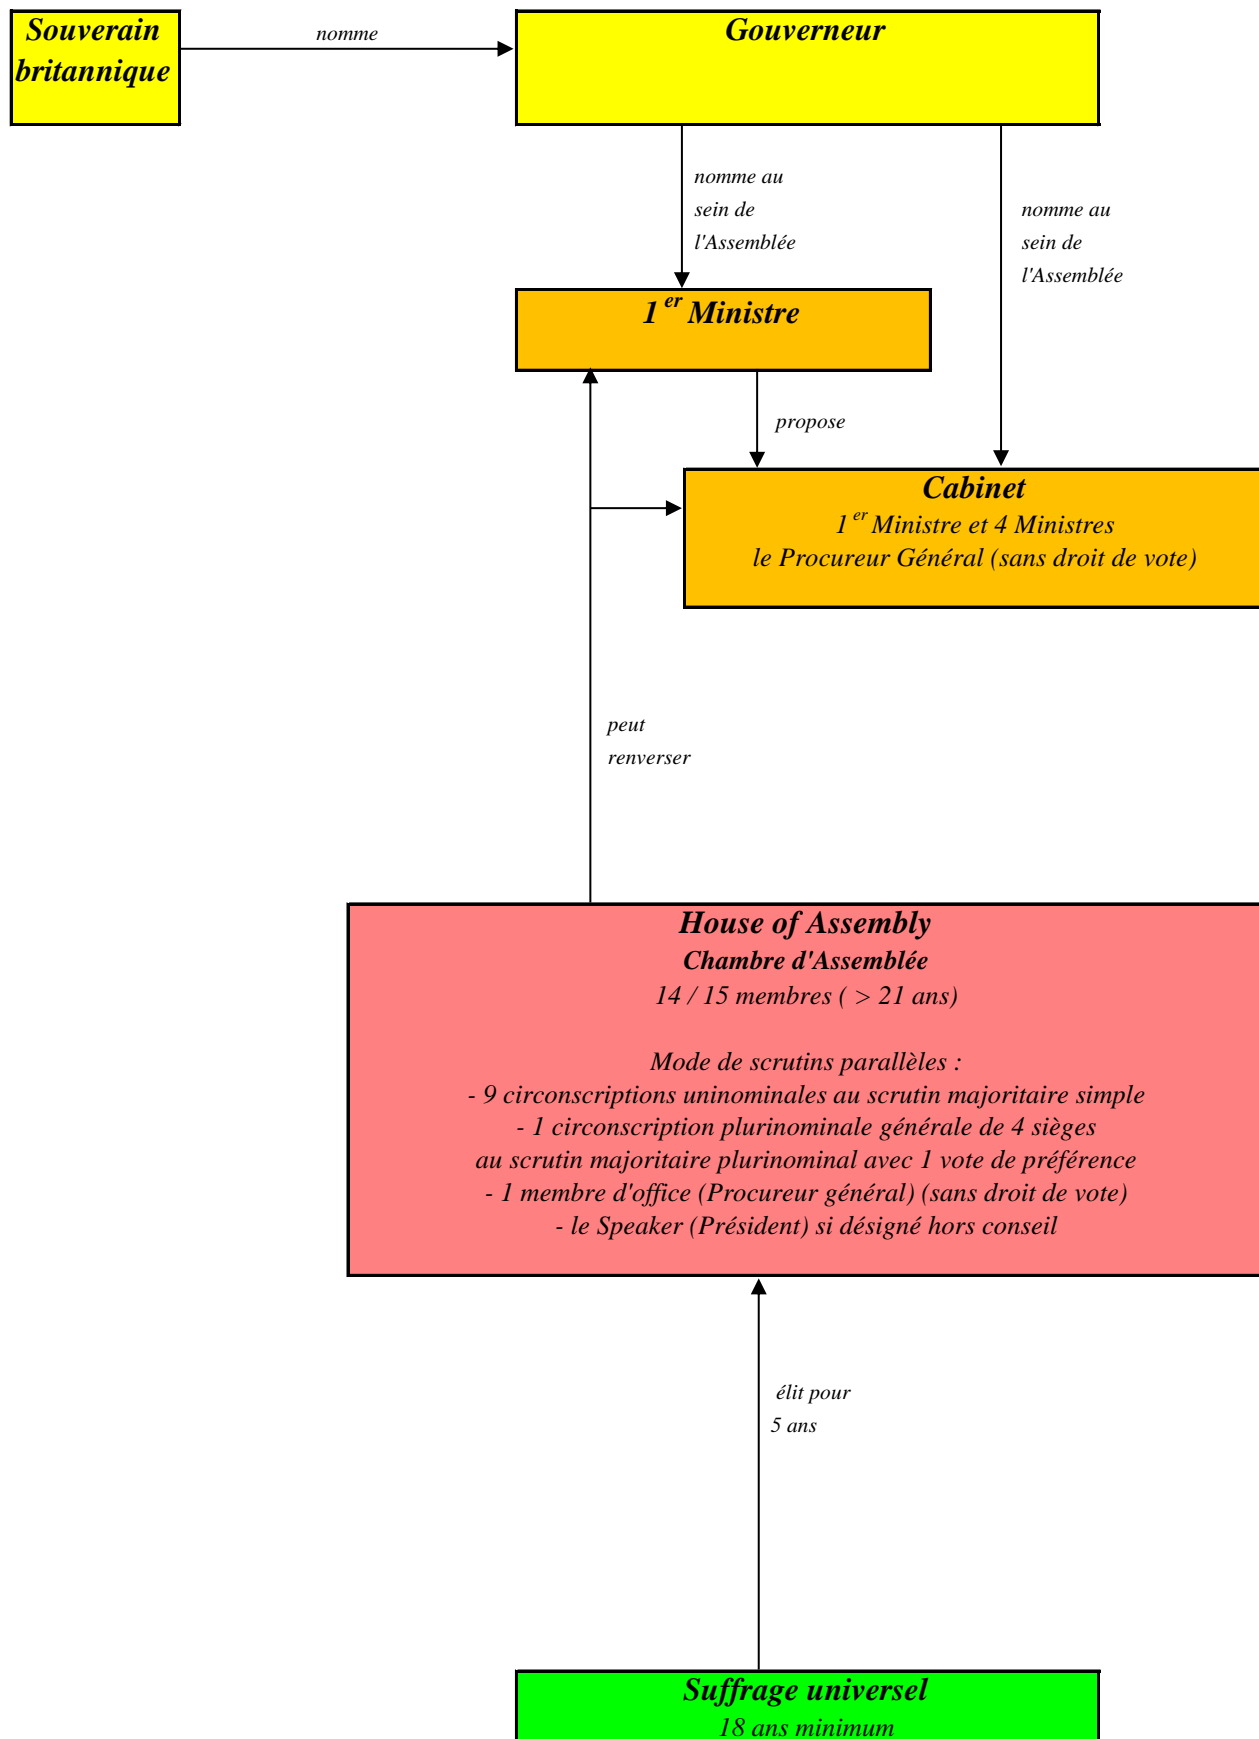 Souverain
britannique
nomme
Gouverneur
nomme au
sein de
l'Assemblée
nomme au
sein de
l'Assemblée
1er Ministre
propose
Cabinet
1er Ministre et 4 Ministres
le Procureur Général (sans droit de vote)
peut
renverser
House of Assembly
Chambre d'Assemblée
14 / 15 membres ( > 21 ans)
Mode de scrutins parallèles :
- 9 circonscriptions uninominales au scrutin majoritaire simple
- 1 circonscription plurinominale générale de 4 sièges
au scrutin majoritaire plurinominal avec 1 vote de préférence
- 1 membre d'office (Procureur général) (sans droit de vote)
- le Speaker (Président) si désigné hors conseil
élit pour
5 ans
Suffrage universel
18 ans minimum